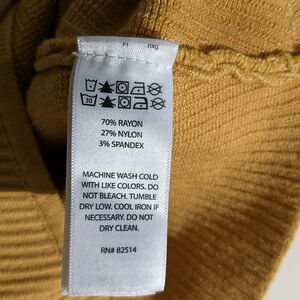 30
70% RAYON
27% NYLON
3% SPANDEX
MACHINE WASH COLD
WITH LIKE COLORS. DO
NOT BLEACH. TUMBLE
DRY LOW. COOL IRON IF
NECESSARY. DO NOT
DRY CLEAN.
RN# 82514